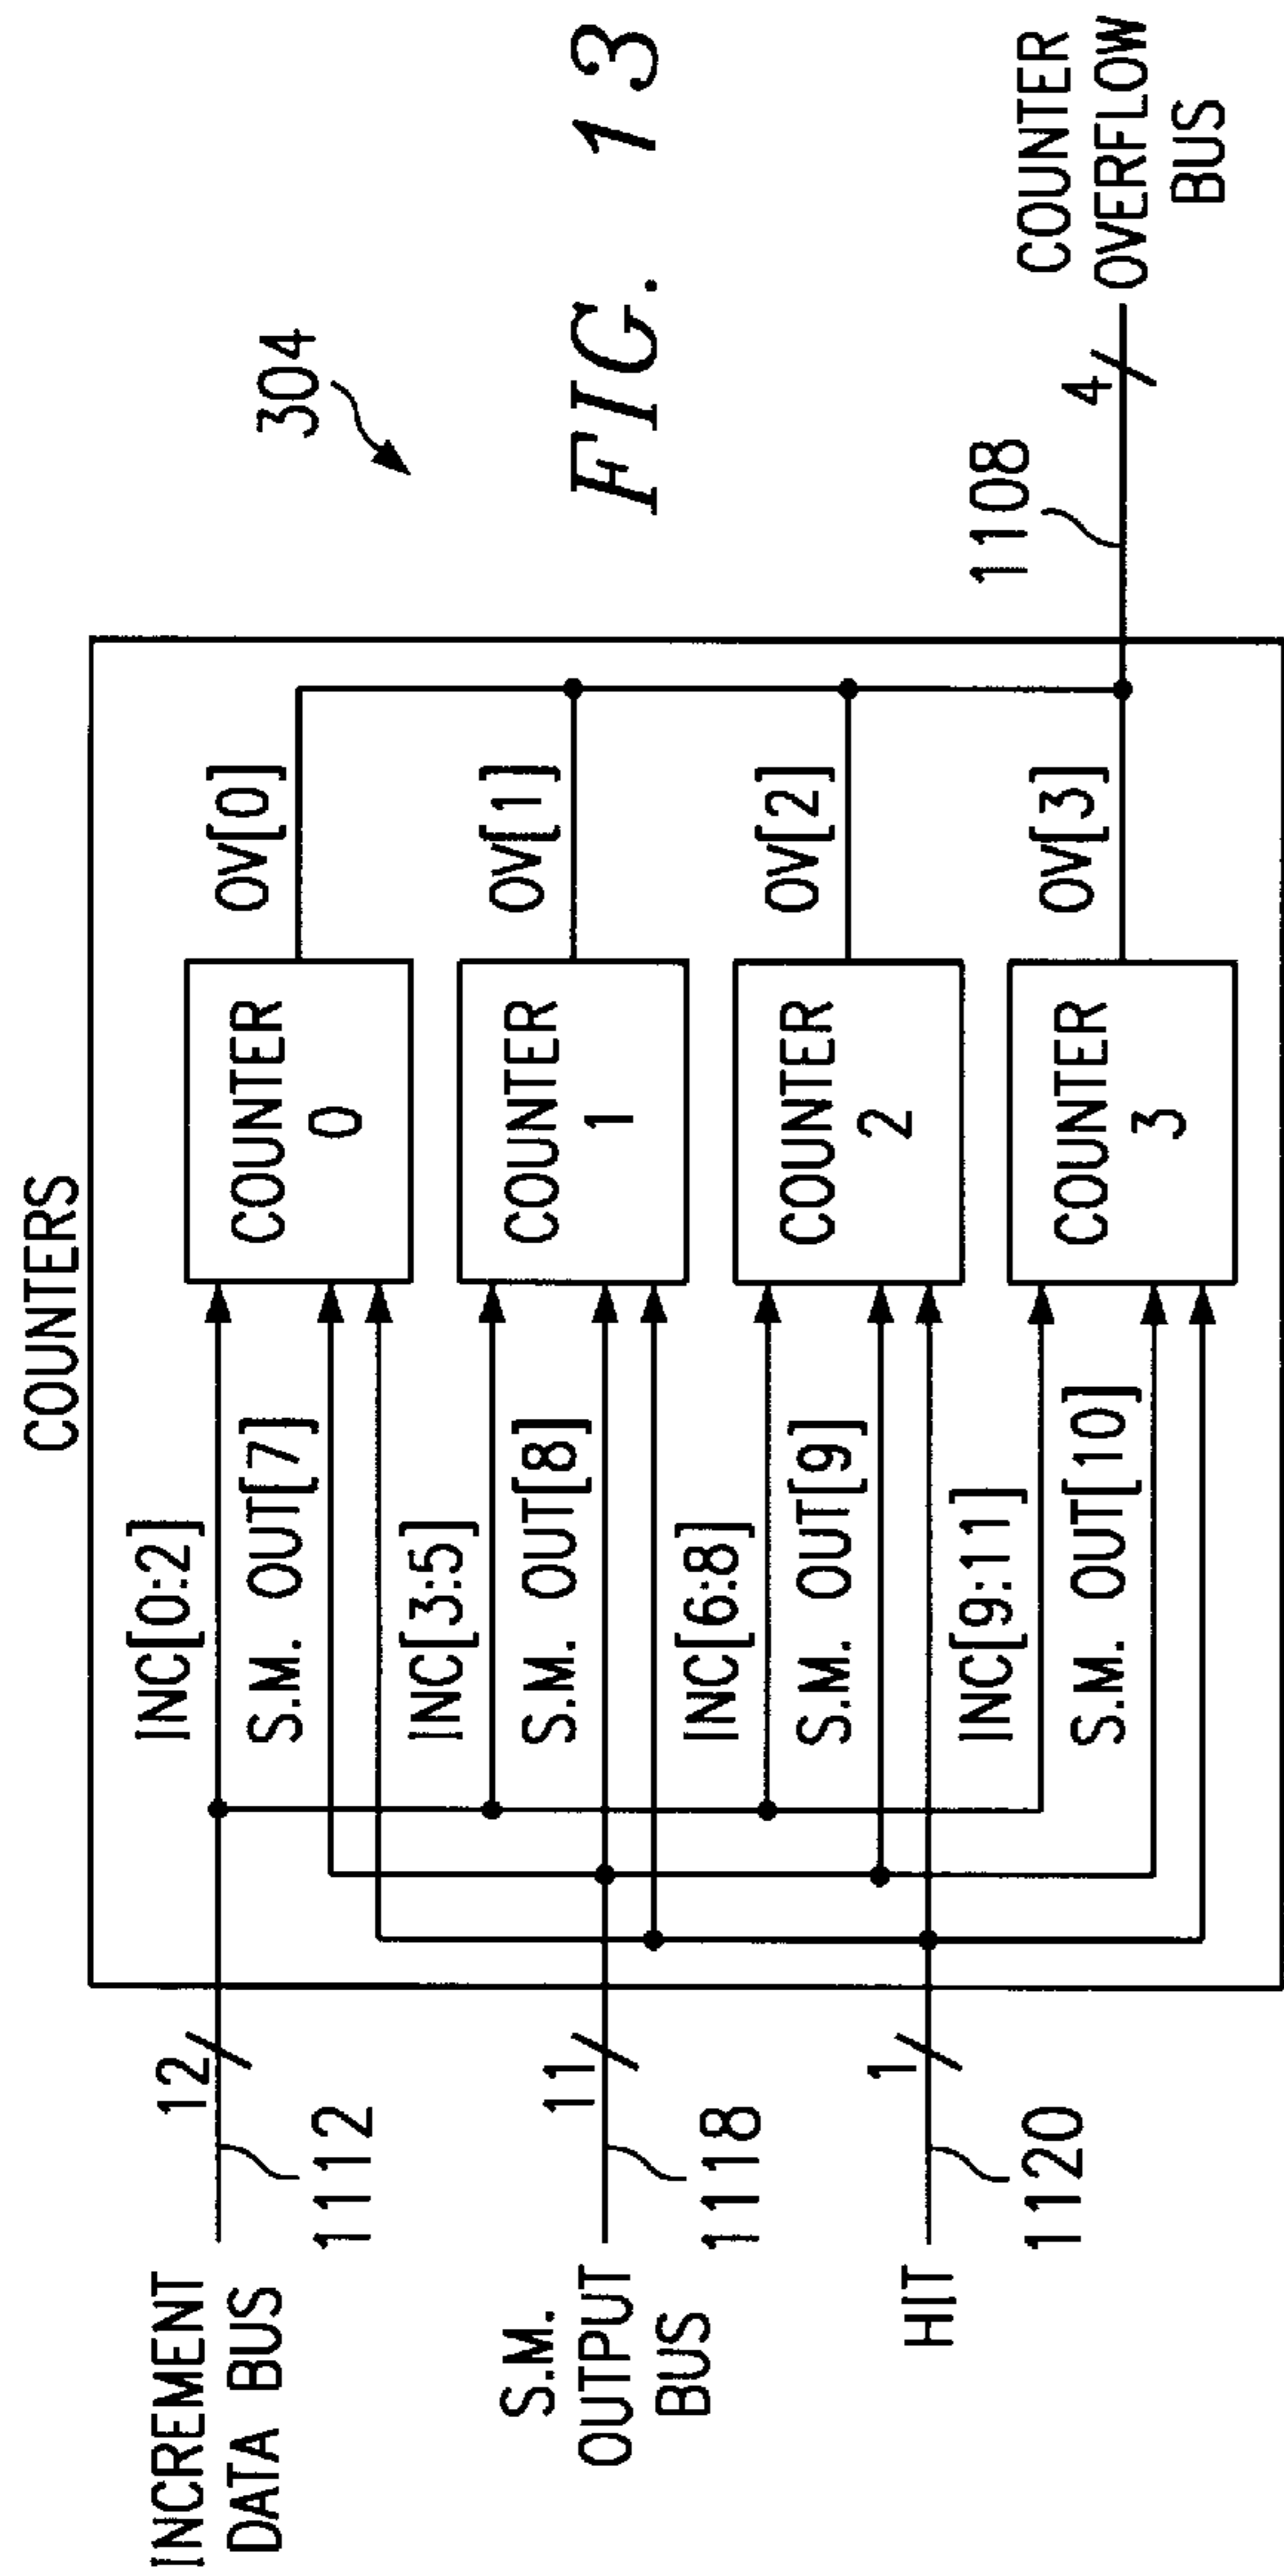 COUNTERS
304
FIG. 13
INCREMENT
DATA BUS
12
1112
INC[0:2]
S.M. OUT[7]
COUNTER
0
OV[0]
INC[3:5]
S.M. OUT[8]
COUNTER
1
OV[1]
S.M.
OUTPUT
BUS
11
1118
INC[6:8]
S.M. OUT[9]
COUNTER
2
OV[2]
HIT
1
1120
INC[9:11]
S.M. OUT[10]
COUNTER
3
OV[3]
1108
4
COUNTER
OVERFLOW
BUS